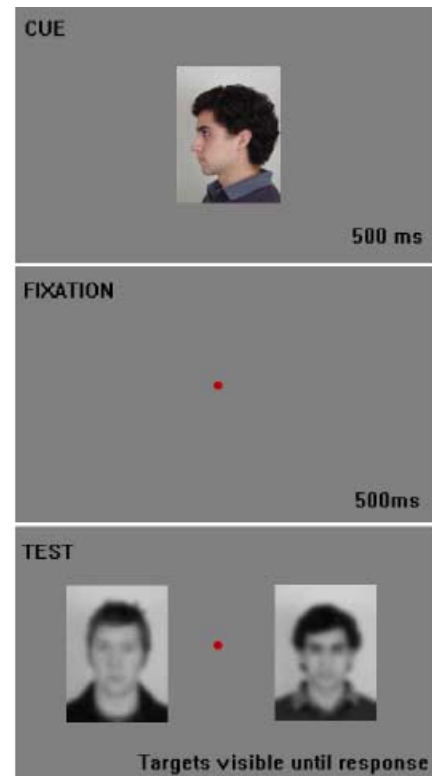 CUE
500 ms
FIXATION
500ms
TEST
Targets visible until response